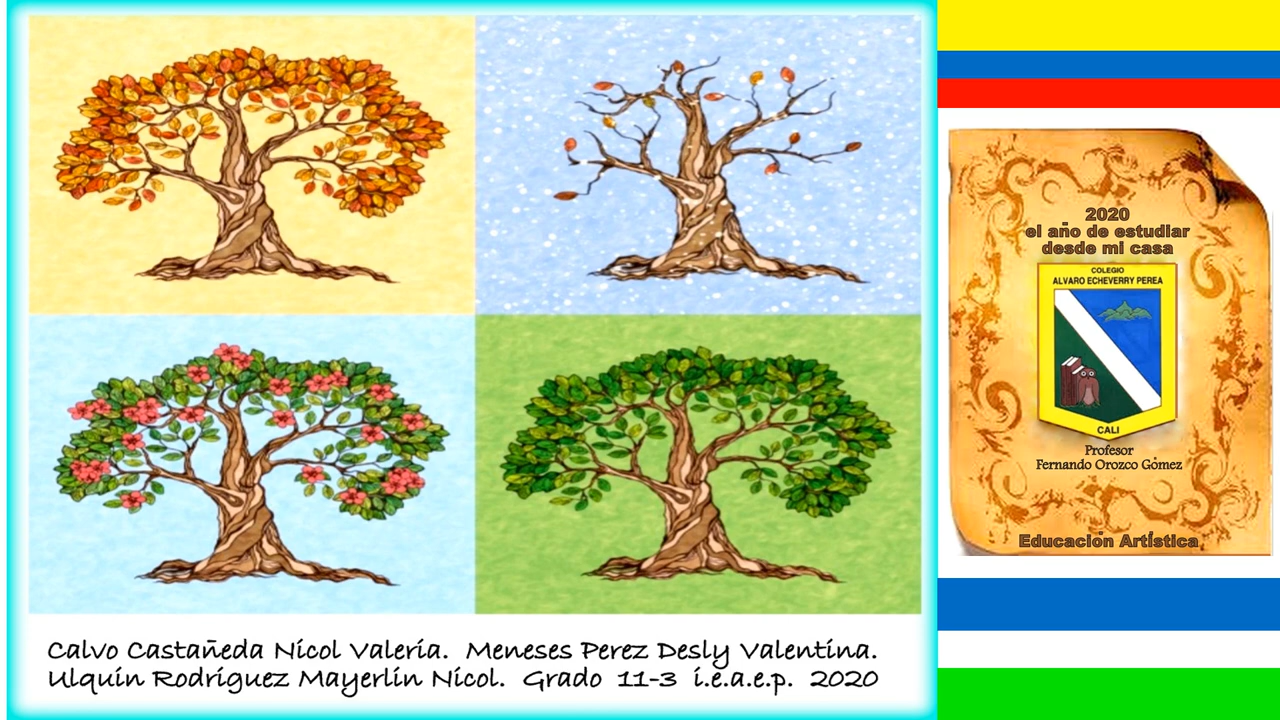 Calvo Castañeda Nicol Valeria. Meneses Perez Desly Valentina.
Ulquin Rodriguez Mayerlin Nicol. Grado 11-3 i.e.a.e.p. 2020
2020
el año de estudiar
desde mi casa
COLEGIO
ALVARO ECHEVERRY PEREA
CALI
Profesor
Fernando Orozco Gómez
Educación Artística